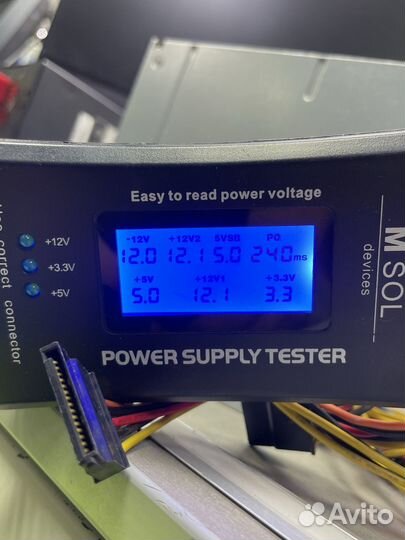 Easy to read power voltage
-12V +12V2 5VSB PG
12.0 12.1 5.0 240ms
+5V +12V1 +3.3V
5.0 12.1 3.3
+12V
+3.3V
+5V
correct connector
M SOL
devices
POWER SUPPLY TESTER
Avito